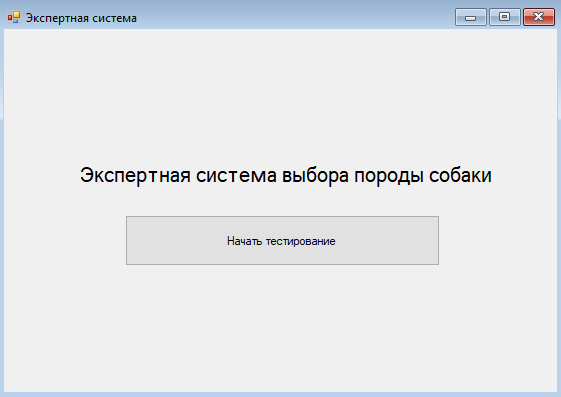 Экспертная система
Экспертная система выбора породы собаки
Начать тестирование